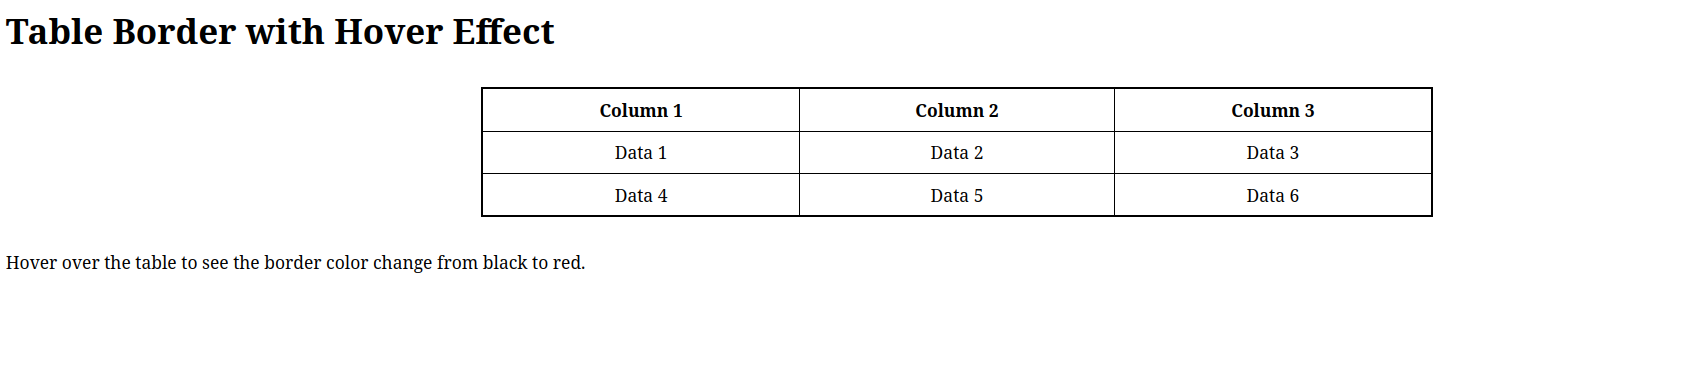 Table Border with Hover Effect
Column 1 Column 2 Column 3
Data 1 Data 2 Data 3
Data 4 Data 5 Data 6
Hover over the table to see the border color change from black to red.